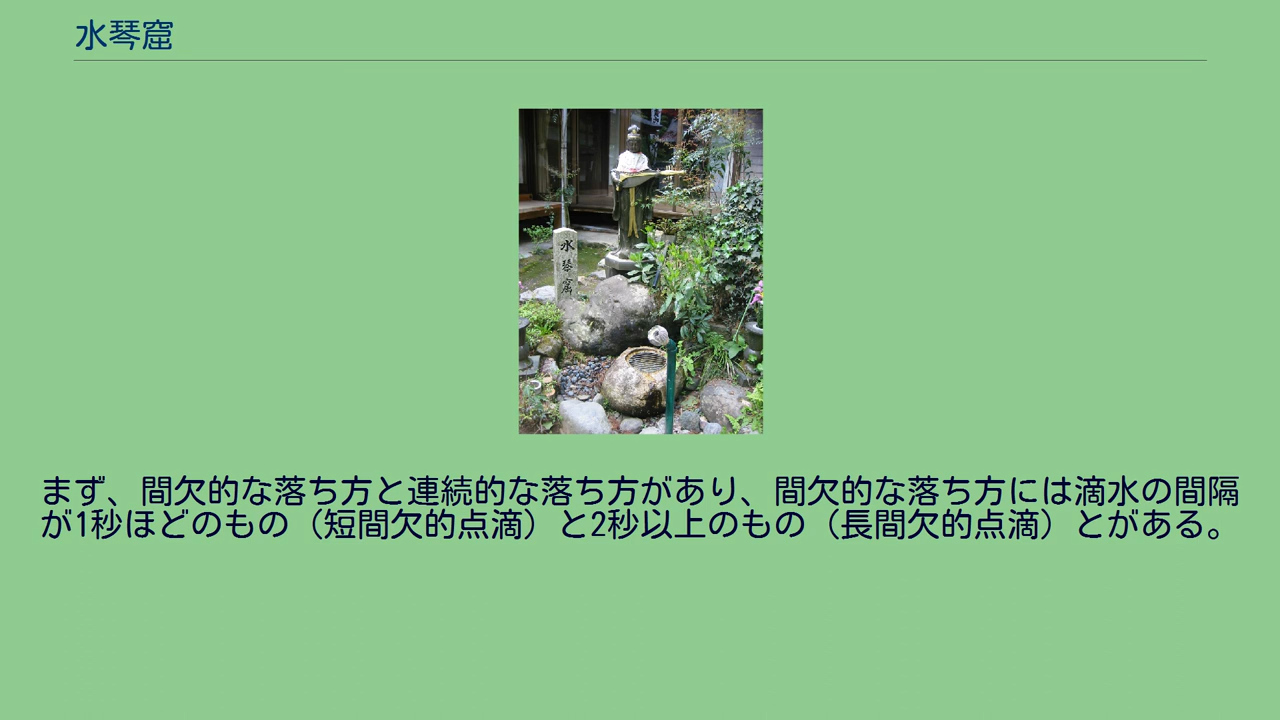 水琴窟
水琴窟
まず、間欠的な落ち方と連続的な落ち方があり、間欠的な落ち方には滴水の間隔
が1秒ほどのもの（短間欠的点滴）と2秒以上のもの（長間欠的点滴）とがある。